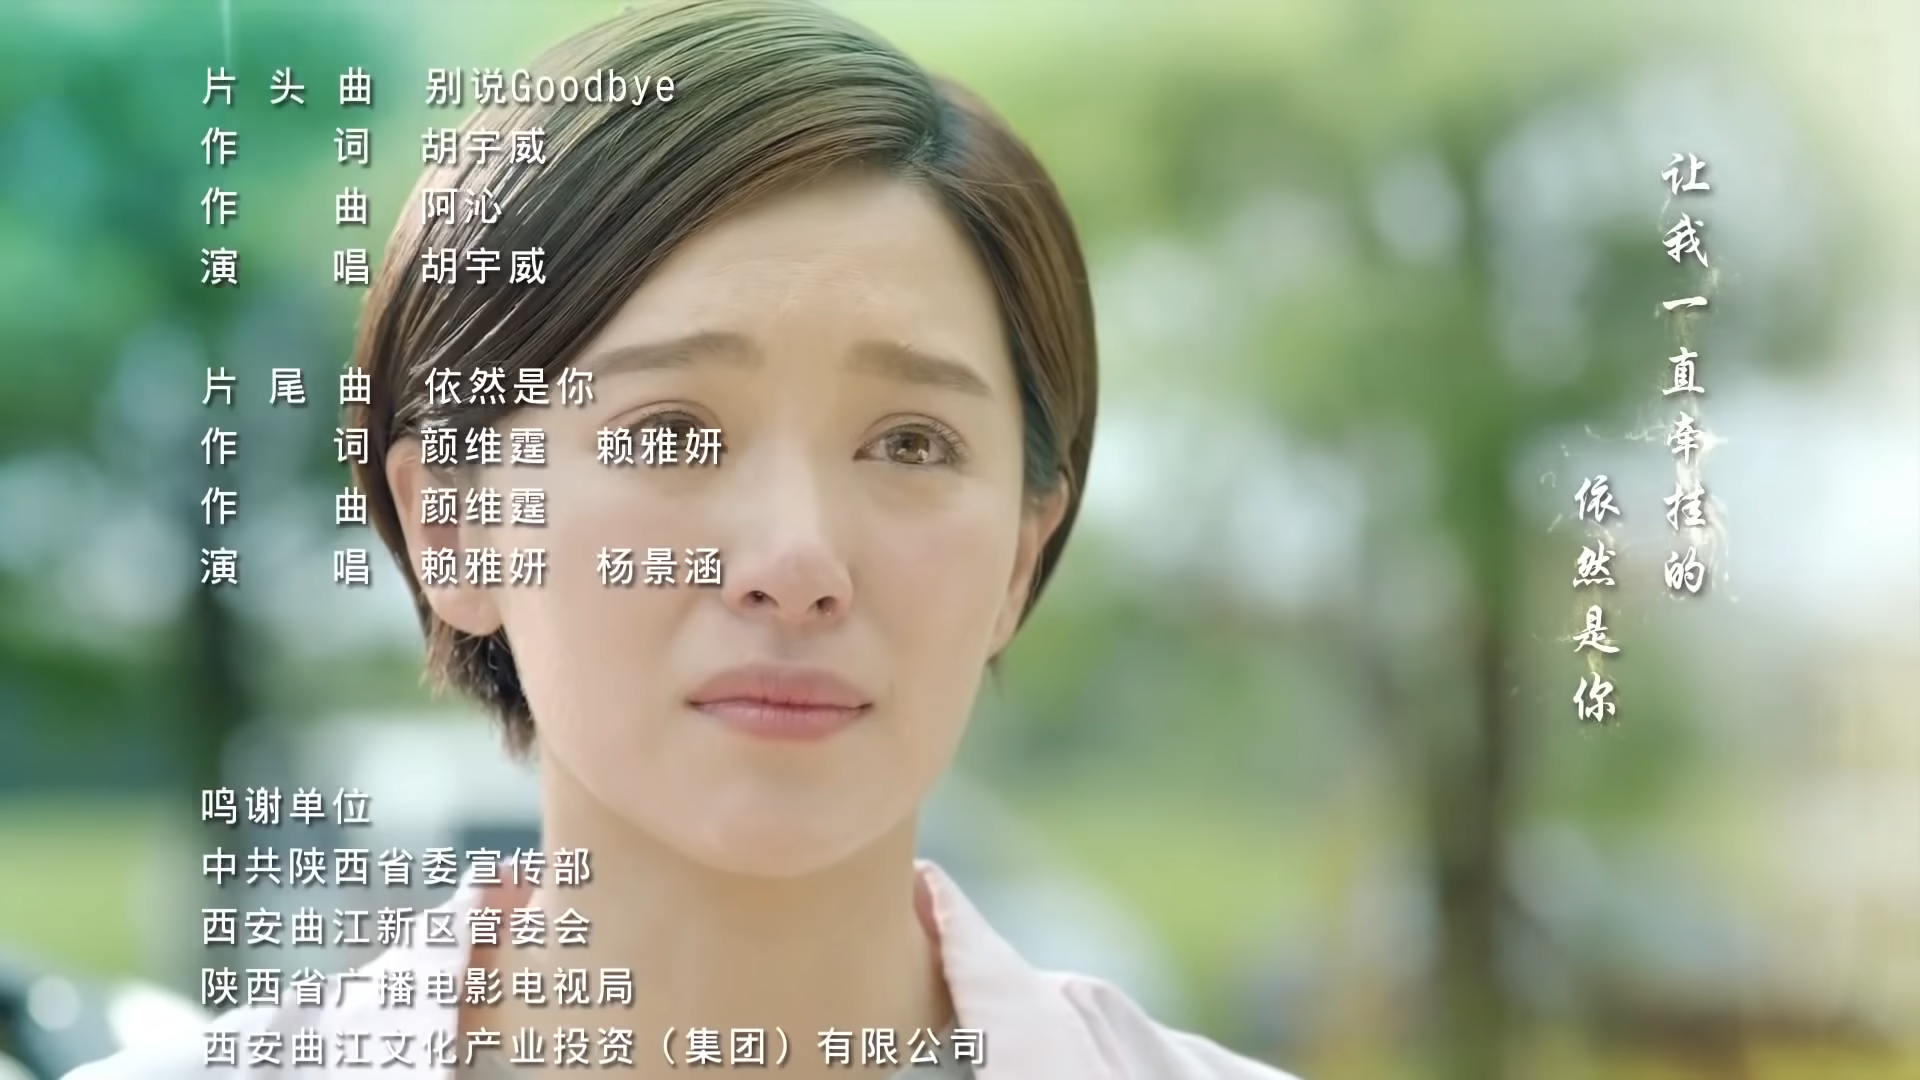 片头曲 别说Goodbye
作词 胡宇威
作曲 阿沁
演唱 胡宇威
片尾曲 依然是你
作词 颜维霆 赖雅妍
作曲 颜维霆
演唱 赖雅妍 杨景涵
鸣谢单位
中共陕西省委宣传部
西安曲江新区管委会
陕西省广播电影电视局
西安曲江文化产业投资（集团）有限公司
让我一直牵挂的
依然是你